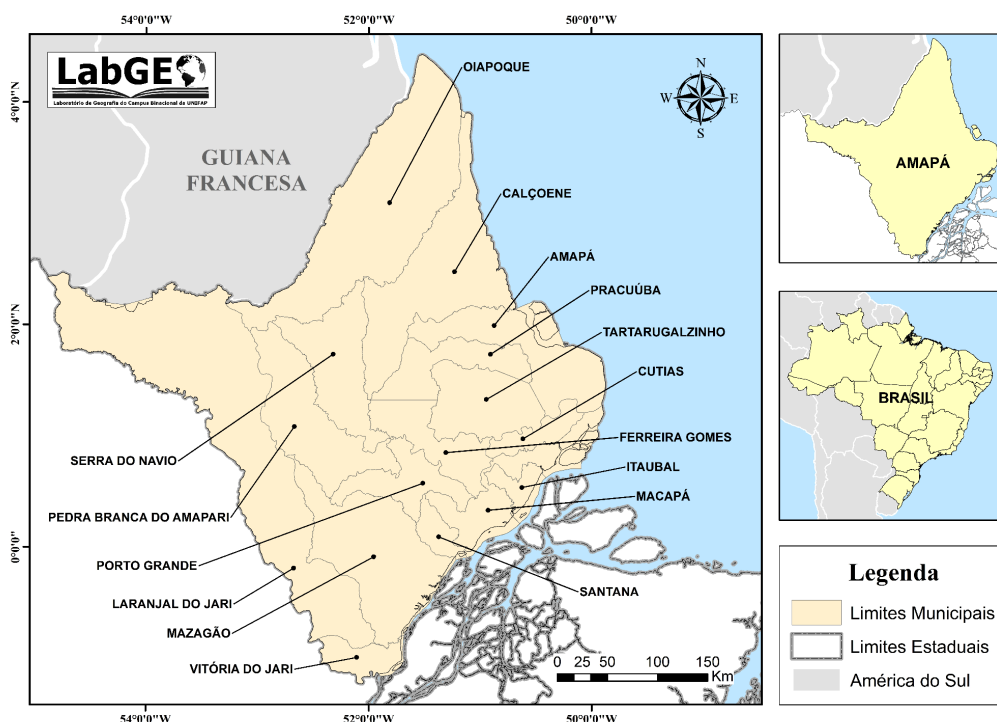 54°0'0"W
52°0'0"W
50°0'0"W
4°0'0"N
2°0'0"N
0°0'0"
LabGE
Laboratório de Geografia do Campus Binacional da UNIFAP
GUIANA
FRANCESA
N
W
E
S
OIAPOQUE
CALÇOENE
AMAPÁ
PRACUÚBA
TARTARUGALZINHO
CUTIAS
FERREIRA GOMES
ITAUBAL
MACAPÁ
SANTANA
SERRA DO NAVIO
PEDRA BRANCA DO AMAPARI
PORTO GRANDE
LARANJAL DO JARI
MAZAGÃO
VITÓRIA DO JARI
0 25 50 100 150
Km
54°0'0"W
52°0'0"W
50°0'0"W
AMAPÁ
BRASIL
Legenda
Limites Municipais
Limites Estaduais
América do Sul